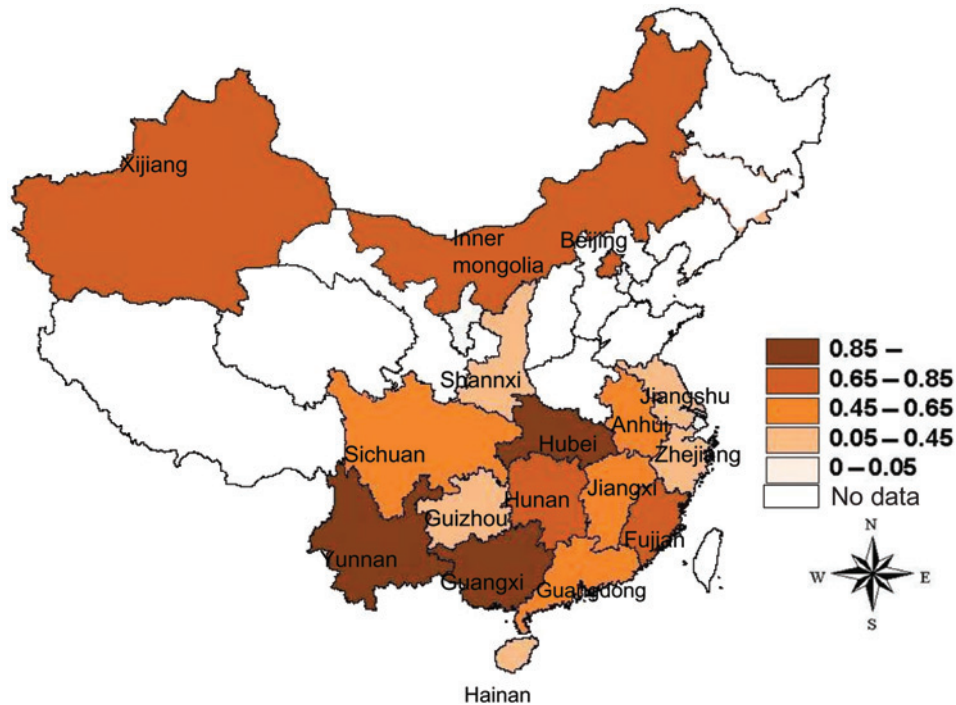 Xijiang
Inner
mongolia
Beijing
Shannxi
Jiangshu
Anhui
Hubei
Zhejiang
Sichuan
Hunan
Jiangxi
Guizhou
Fujian
Yunnan
Guangxi
Guangdong
Hainan
0.85 –
0.65 – 0.85
0.45 – 0.65
0.05 – 0.45
0 – 0.05
No data
N
W
E
S